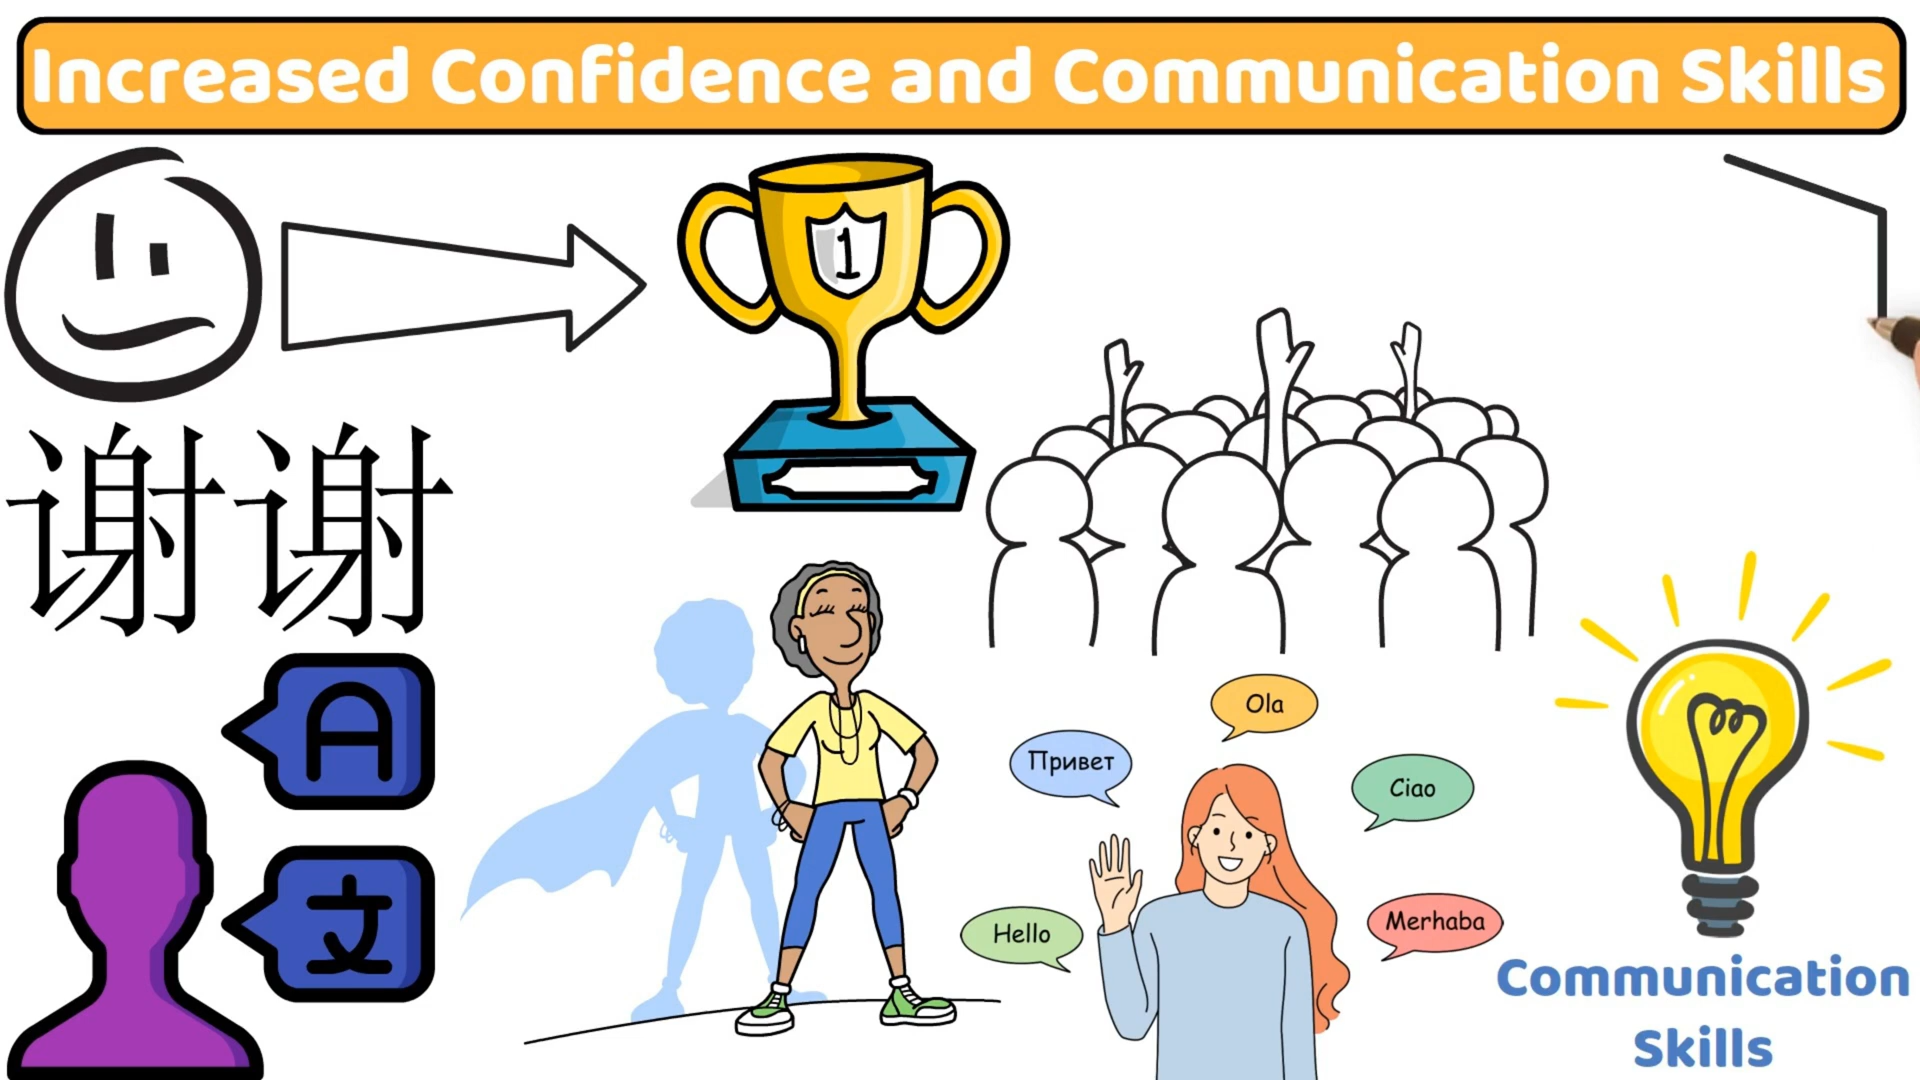 Increased Confidence and Communication Skills
1
谢谢
A
文
Ola
Привет
Ciao
Hello
Merhaba
Communication
Skills